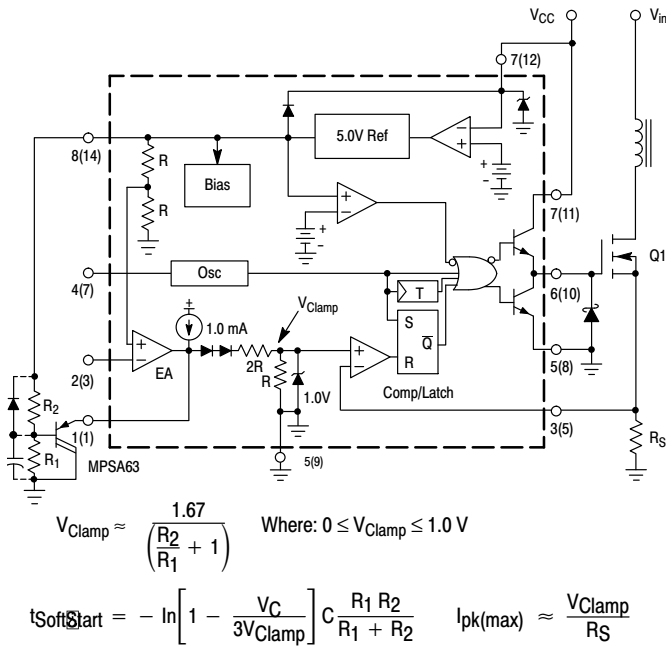 VCC
Vin
7(12)
5.0V Ref
+
−
+
−
8(14)
R
Bias
R
+
−
+
−
7(11)
Q1
4(7)
Osc
T
6(10)
+
1.0 mA
VClamp
S
Q
R
+
−
EA
2R
R
1.0V
+
−
Comp/Latch
5(8)
2(3)
R2
1(1)
R1
MPSA63
3(5)
RS
5(9)
VClamp ≈ 1.67 / (R2/R1 + 1) Where: 0 ≤ VClamp ≤ 1.0 V
tSoftStart = − ln[1 − VC/3VClamp] C R1 R2/R1 + R2 Ipk(max) ≈ VClamp/RS